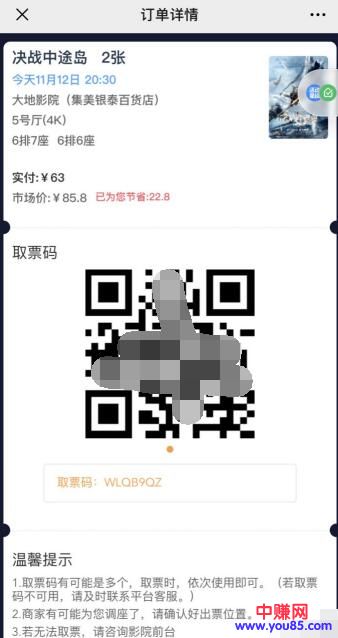 订单详情
决战中途岛 2张
今天11月12日 20:30
大地影院（集美银泰百货店）
5号厅(4K)
6排7座 6排6座
实付:￥63
市场价:￥85.8 已为您节省:22.8
取票码
取票码：WLQB9QZ
温馨提示
1.取票码有可能是多个，取票时，依次使用即可。（若取票
码不可用，请及时联系平台客服。）
2.商家有可能为您调座了，请确认好出票位置。
3.若无法取票，请咨询影院前台
中赚网
www.you85.com